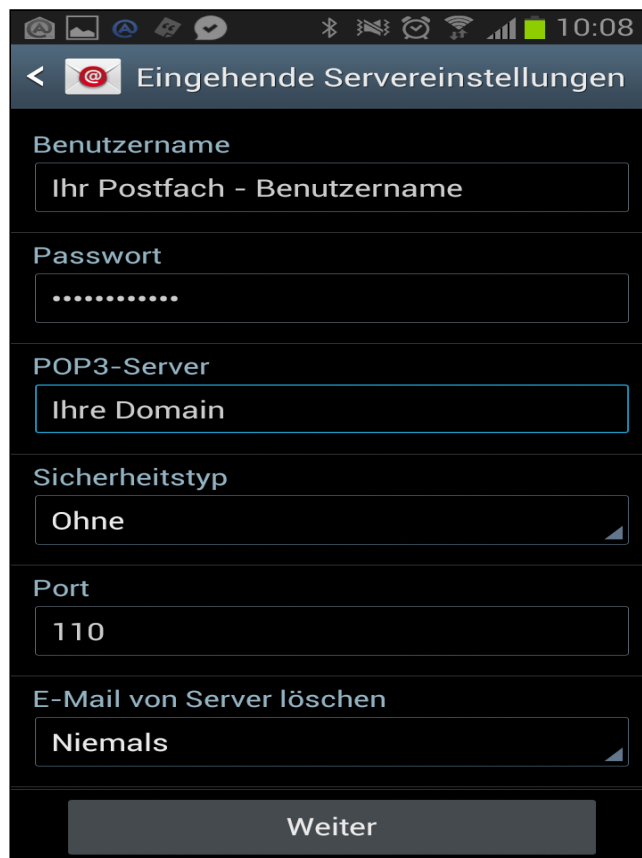 10:08
Eingehende Servereinstellungen
Benutzername
Ihr Postfach - Benutzername
Passwort
••••••••••••
POP3-Server
Ihre Domain
Sicherheitstyp
Ohne
Port
110
E-Mail von Server löschen
Niemals
Weiter